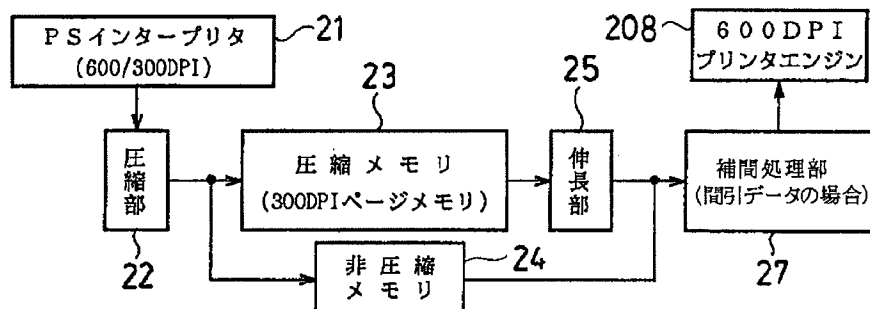 PSインタープリタ
(600/300DPI)
21
208
600DPI
プリンタエンジン
23
25
圧縮部
22
圧縮メモリ
(300DPIページメモリ)
伸長部
補間処理部
(間引データの場合)
27
非圧縮
メモリ
24